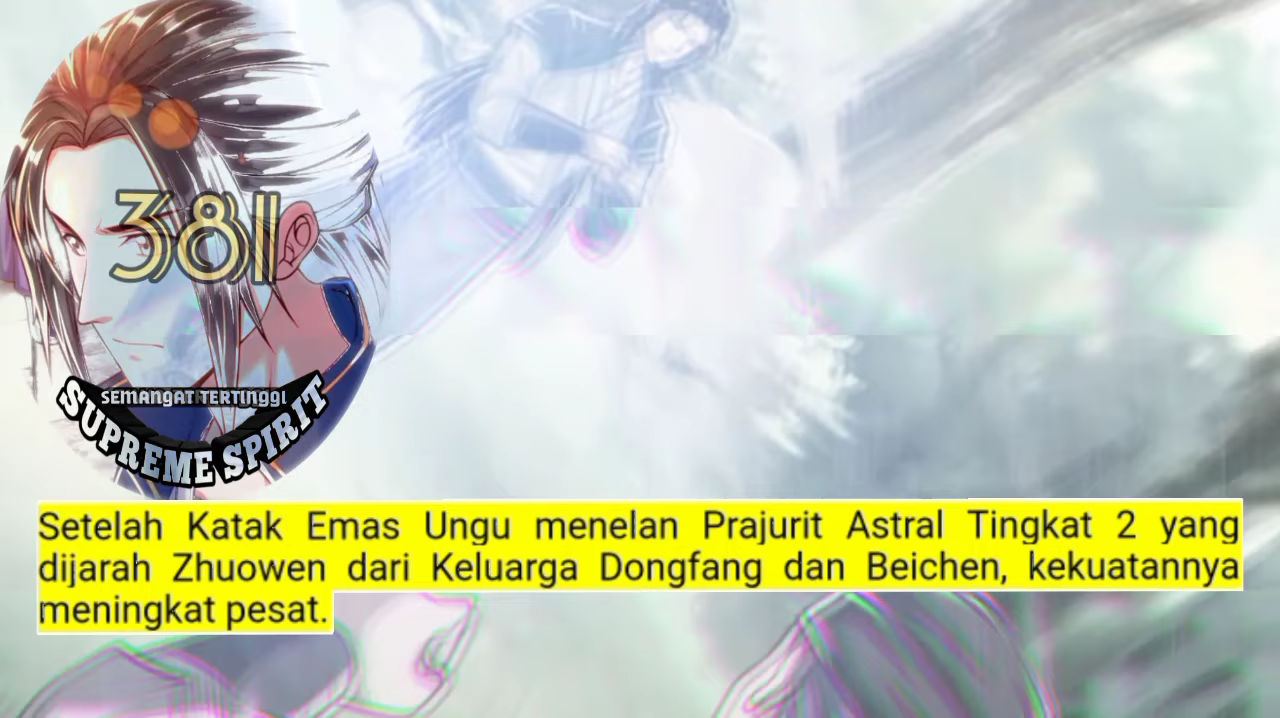 381
SEMANGAT TERTINGGI
SUPREME SPIRIT
Setelah Katak Emas Ungu menelan Prajurit Astral Tingkat 2 yang
dijarah Zhuowen dari Keluarga Dongfang dan Beichen, kekuatannya
meningkat pesat.